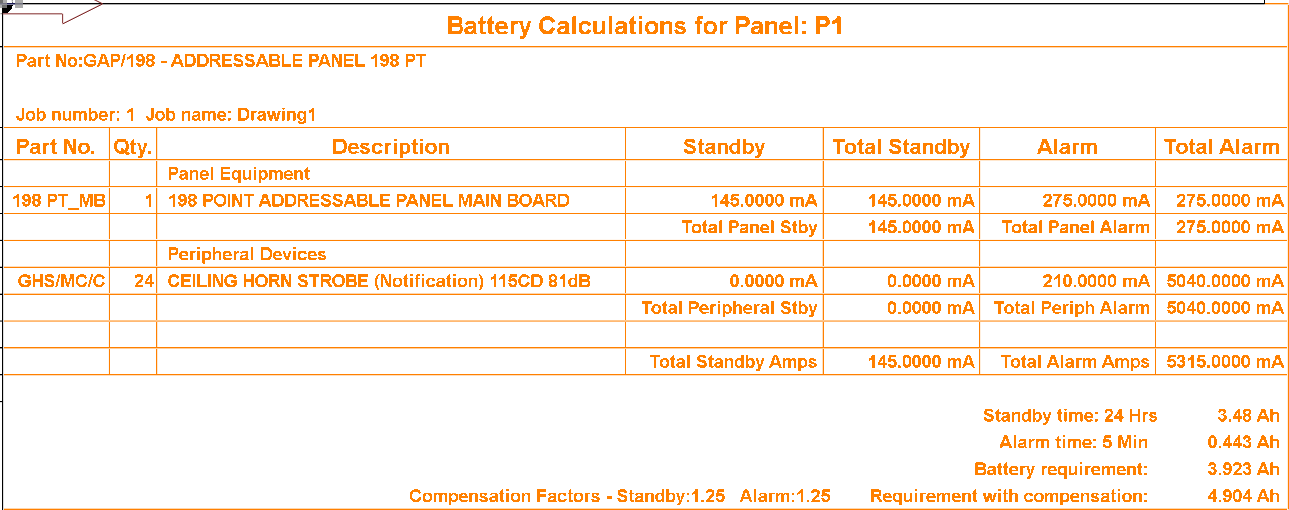 Battery Calculations for Panel: P1
Part No:GAP/198 - ADDRESSABLE PANEL 198 PT
Job number: 1 Job name: Drawing1
Part No. Qty. Description Standby Total Standby Alarm Total Alarm
Panel Equipment
198 PT_MB 1 198 POINT ADDRESSABLE PANEL MAIN BOARD 145.0000 mA 145.0000 mA 275.0000 mA 275.0000 mA
Total Panel Stby 145.0000 mA Total Panel Alarm 275.0000 mA
Peripheral Devices
GHS/MC/C 24 CEILING HORN STROBE (Notification) 115CD 81dB 0.0000 mA 0.0000 mA 210.0000 mA 5040.0000 mA
Total Peripheral Stby 0.0000 mA Total Periph Alarm 5040.0000 mA
Total Standby Amps 145.0000 mA Total Alarm Amps 5315.0000 mA
Standby time: 24 Hrs 3.48 Ah
Alarm time: 5 Min 0.443 Ah
Battery requirement: 3.923 Ah
Compensation Factors - Standby:1.25 Alarm:1.25 Requirement with compensation: 4.904 Ah